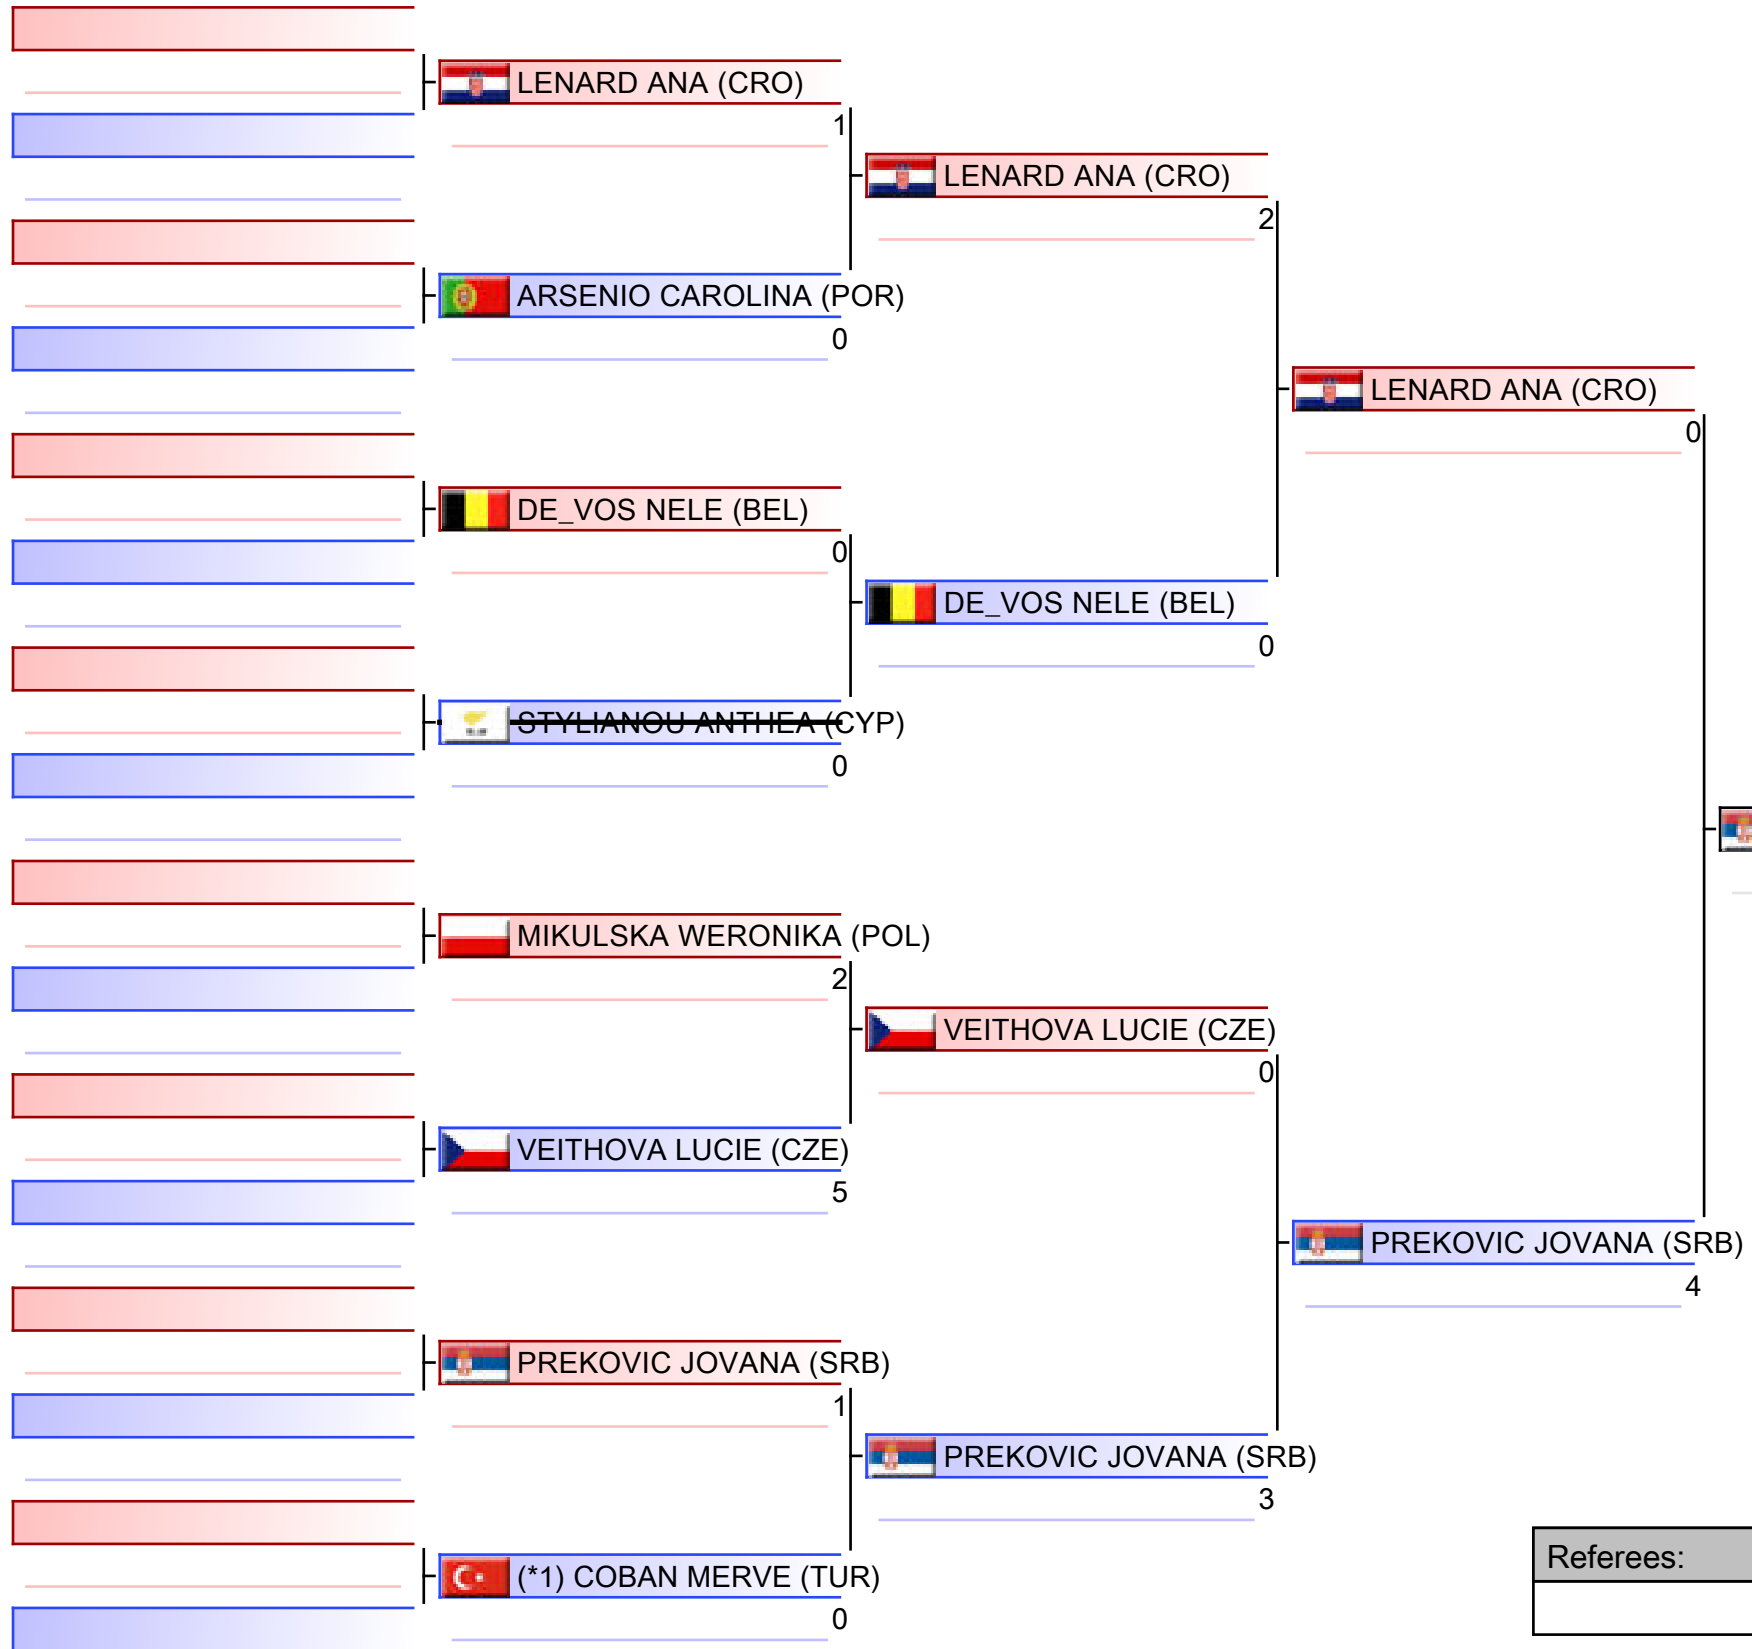 LENARD ANA (CRO)
1
LENARD ANA (CRO)
2
ARSENIO CAROLINA (POR)
0
LENARD ANA (CRO)
0
DE_VOS NELE (BEL)
0
DE_VOS NELE (BEL)
0
STYLIANOU ANTHEA (CYP)
0
MIKULSKA WERONIKA (POL)
2
VEITHOVA LUCIE (CZE)
0
VEITHOVA LUCIE (CZE)
5
PREKOVIC JOVANA (SRB)
4
PREKOVIC JOVANA (SRB)
1
PREKOVIC JOVANA (SRB)
3
Referees:
(*1) COBAN MERVE (TUR)
0